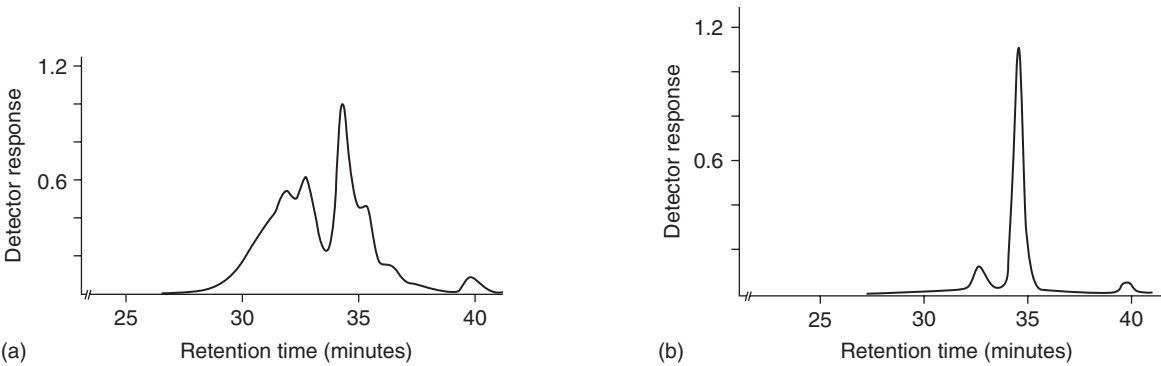 1.2
0.6
Detector response
25 30 35 40
(a) Retention time (minutes)
1.2
0.6
Detector response
25 30 35 40
(b) Retention time (minutes)